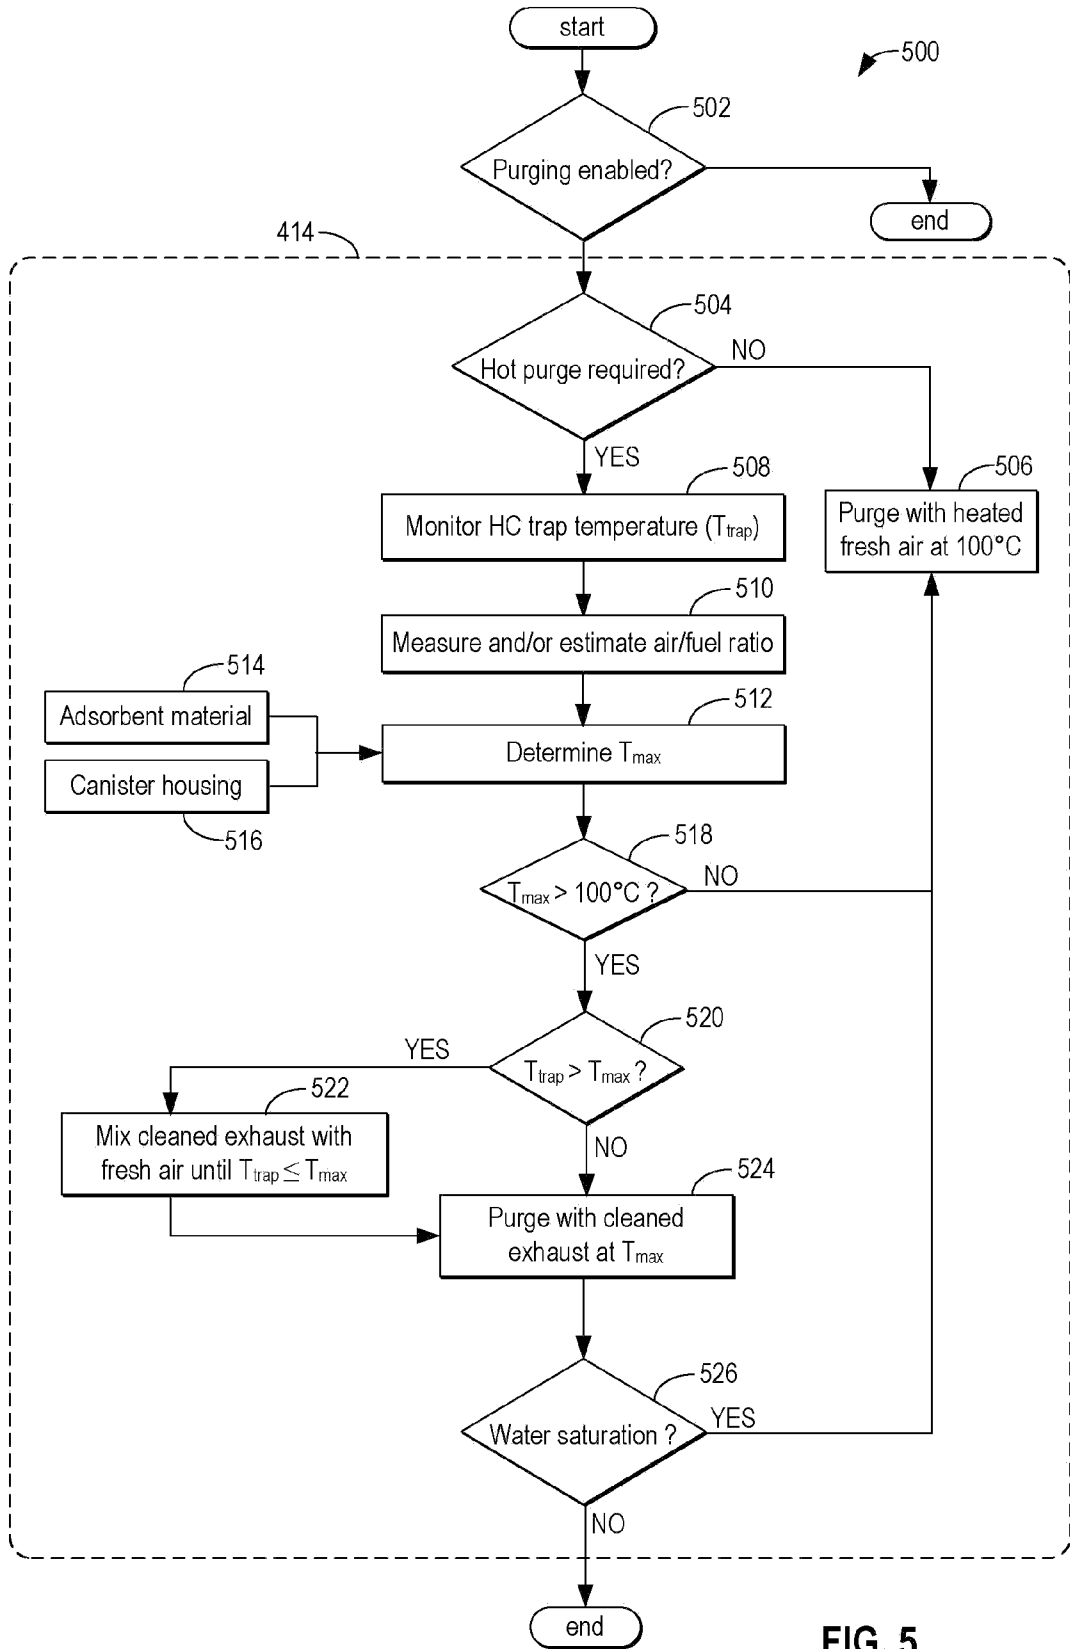 start
500
502
Purging enabled?
end
414
504
Hot purge required?
NO
YES
508
506
Monitor HC trap temperature (Ttrap)
Purge with heated
fresh air at 100°C
510
Measure and/or estimate air/fuel ratio
514
Adsorbent material
512
Determine Tmax
Canister housing
516
518
Tmax > 100°C ?
NO
YES
520
YES
Ttrap > Tmax ?
522
Mix cleaned exhaust with
fresh air until Ttrap ≤ Tmax
NO
524
Purge with cleaned
exhaust at Tmax
526
Water saturation ?
YES
NO
end
FIG. 5